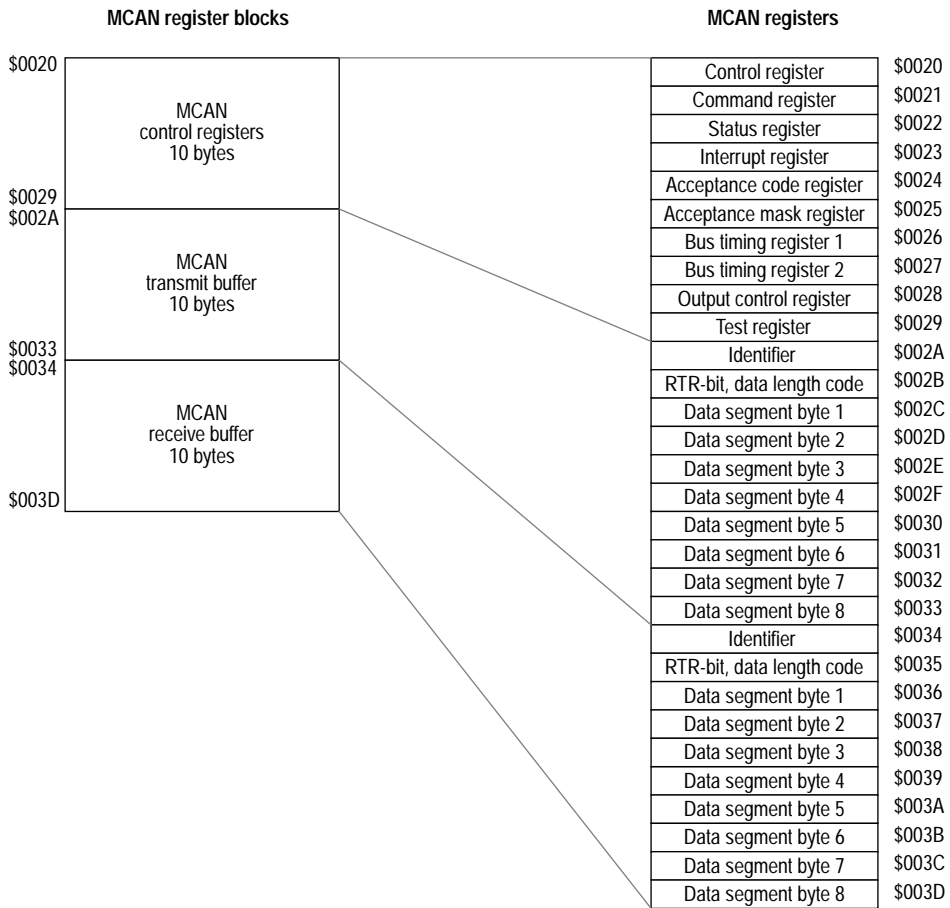 MCAN register blocks
$0020
MCAN
control registers
10 bytes
$0029
$002A
MCAN
transmit buffer
10 bytes
$0033
$0034
MCAN
receive buffer
10 bytes
$003D
MCAN registers
Control register $0020
Command register $0021
Status register $0022
Interrupt register $0023
Acceptance code register $0024
Acceptance mask register $0025
Bus timing register 1 $0026
Bus timing register 2 $0027
Output control register $0028
Test register $0029
Identifier $002A
RTR-bit, data length code $002B
Data segment byte 1 $002C
Data segment byte 2 $002D
Data segment byte 3 $002E
Data segment byte 4 $002F
Data segment byte 5 $0030
Data segment byte 6 $0031
Data segment byte 7 $0032
Data segment byte 8 $0033
Identifier $0034
RTR-bit, data length code $0035
Data segment byte 1 $0036
Data segment byte 2 $0037
Data segment byte 3 $0038
Data segment byte 4 $0039
Data segment byte 5 $003A
Data segment byte 6 $003B
Data segment byte 7 $003C
Data segment byte 8 $003D